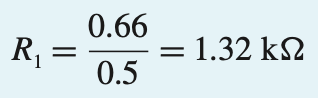 R₁ = 0.66 / 0.5 = 1.32 kΩ